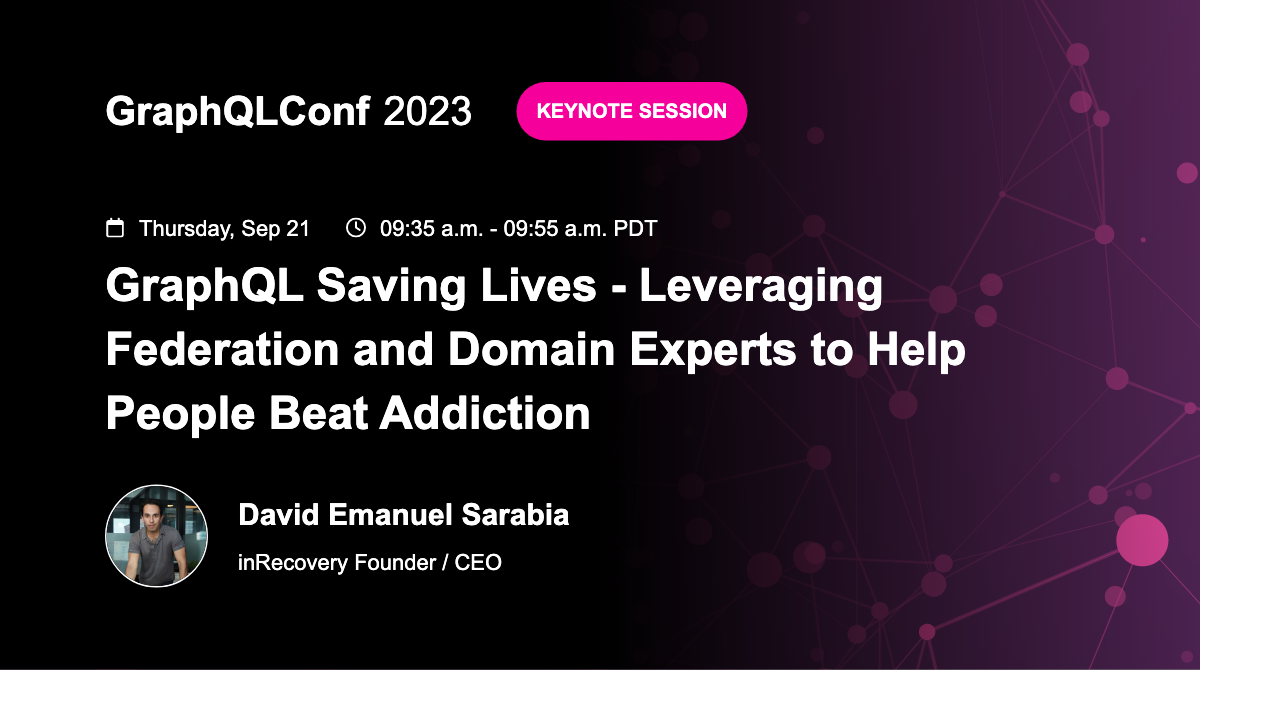 GraphQLConf 2023
KEYNOTE SESSION
Thursday, Sep 21
09:35 a.m. - 09:55 a.m. PDT
GraphQL Saving Lives - Leveraging
Federation and Domain Experts to Help
People Beat Addiction
David Emanuel Sarabia
inRecovery Founder / CEO